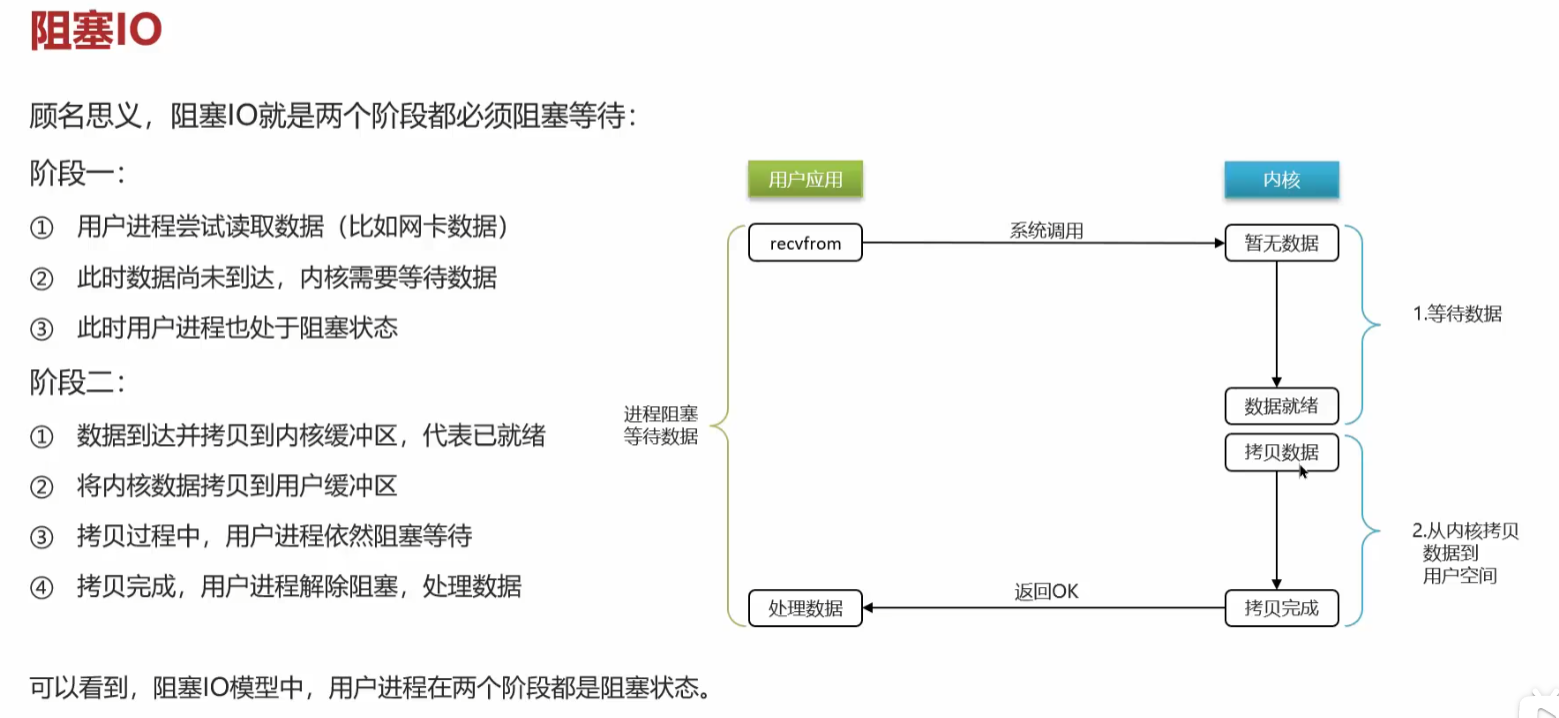 阻塞IO
顾名思义，阻塞IO就是两个阶段都必须阻塞等待：
阶段一：
① 用户进程尝试读取数据（比如网卡数据）
② 此时数据尚未到达，内核需要等待数据
③ 此时用户进程也处于阻塞状态
阶段二：
① 数据到达并拷贝到内核缓冲区，代表已就绪
② 将内核数据拷贝到用户缓冲区
③ 拷贝过程中，用户进程依然阻塞等待
④ 拷贝完成，用户进程解除阻塞，处理数据
可以看到，阻塞IO模型中，用户进程在两个阶段都是阻塞状态。
用户应用
内核
recvfrom
系统调用
暂无数据
1.等待数据
数据就绪
进程阻塞
等待数据
拷贝数据
2.从内核拷贝
数据到
用户空间
处理数据
返回OK
拷贝完成